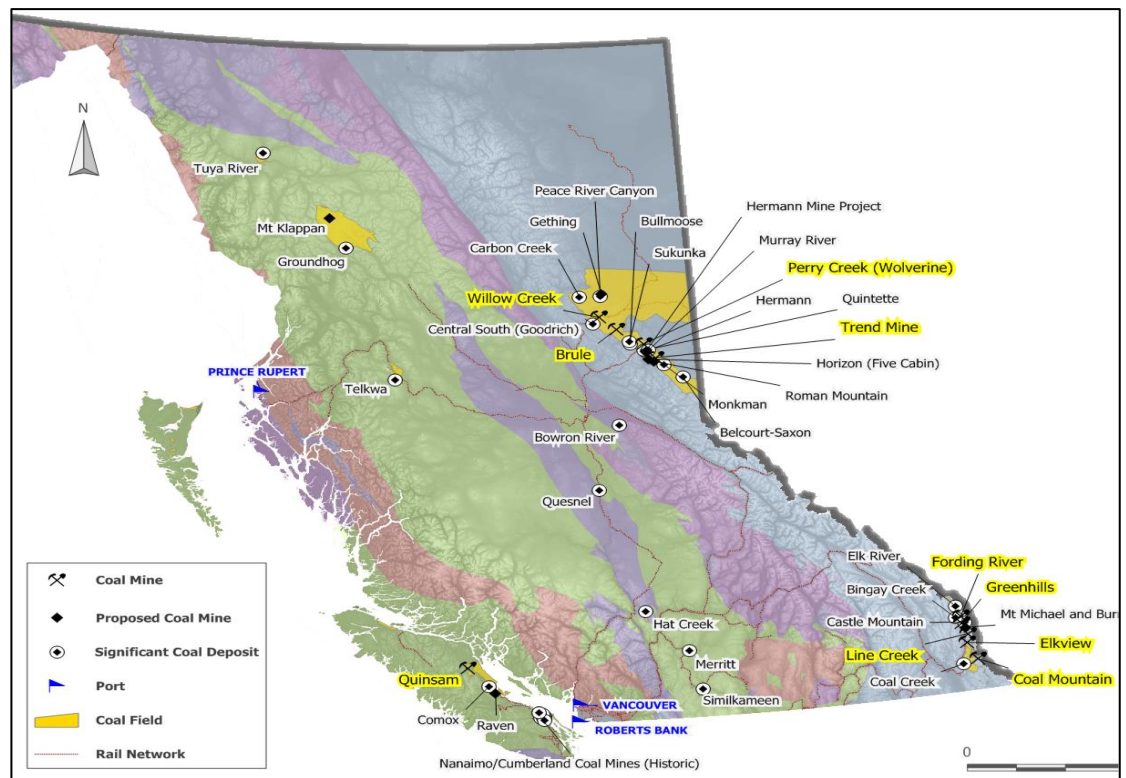 N
Tuya River
Mt Klappan
Groundhog
Peace River Canyon
Gething
Bullmoose
Carbon Creek
Sukunka
Hermann Mine Project
Murray River
Perry Creek (Wolverine)
Willow Creek
Hermann
Quintette
Central South (Goodrich)
Trend Mine
Brule
Horizon (Five Cabin)
Roman Mountain
Monkman
Belcourt-Saxon
PRINCE RUPERT
Telkwa
Bowron River
Quesnel
Elk River
Fording River
Bingay Creek
Greenhills
Castle Mountain
Mt Michael and Burn
Hat Creek
Elkview
Merritt
Line Creek
Coal Creek
Coal Mountain
Similkameen
Quinsam
Comox
Raven
VANCOUVER
ROBERTS BANK
Nanaimo/Cumberland Coal Mines (Historic)
Coal Mine
Proposed Coal Mine
Significant Coal Deposit
Port
Coal Field
Rail Network
0